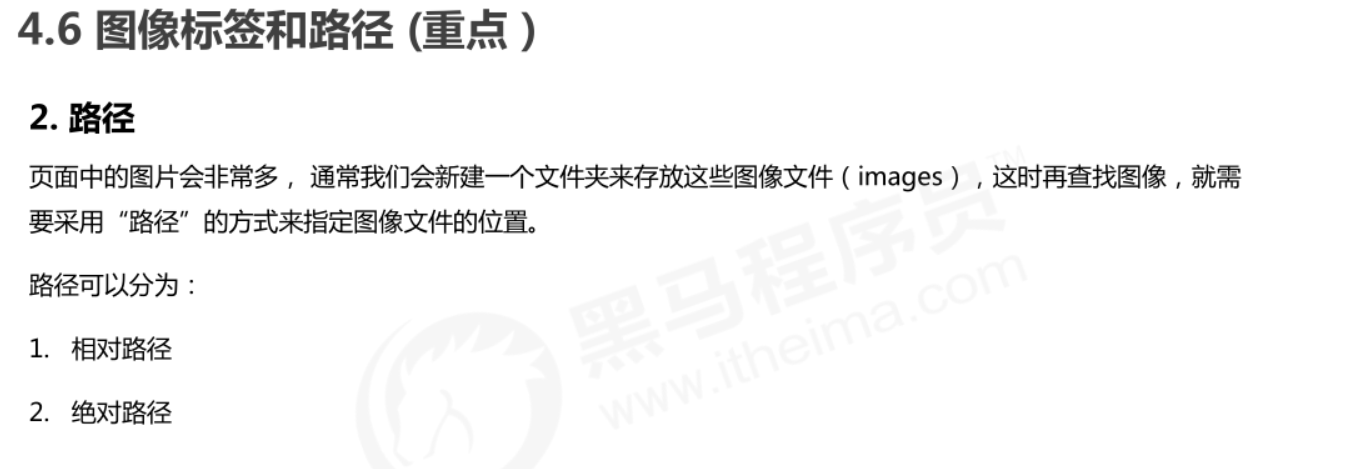 4.6 图像标签和路径 (重点）
2. 路径
页面中的图片会非常多， 通常我们会新建一个文件夹来存放这些图像文件（images），这时再查找图像，就需
要采用“路径”的方式来指定图像文件的位置。
路径可以分为：
1. 相对路径
2. 绝对路径
黑马程序员™
www.itheima.com